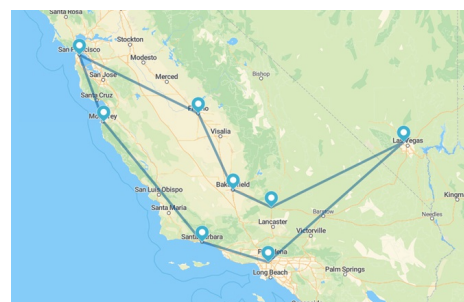 Santa Rosa
Stockton
San Francisco
Modesto
San Jose
Merced
Bishop
Santa Cruz
Visalia
Las Vegas
Bakersfield
San Luis Obispo
Kingm
Santa Maria
Barstow
Needles
Lancaster
Victorville
Santa Barbara
Palm Springs
Long Beach